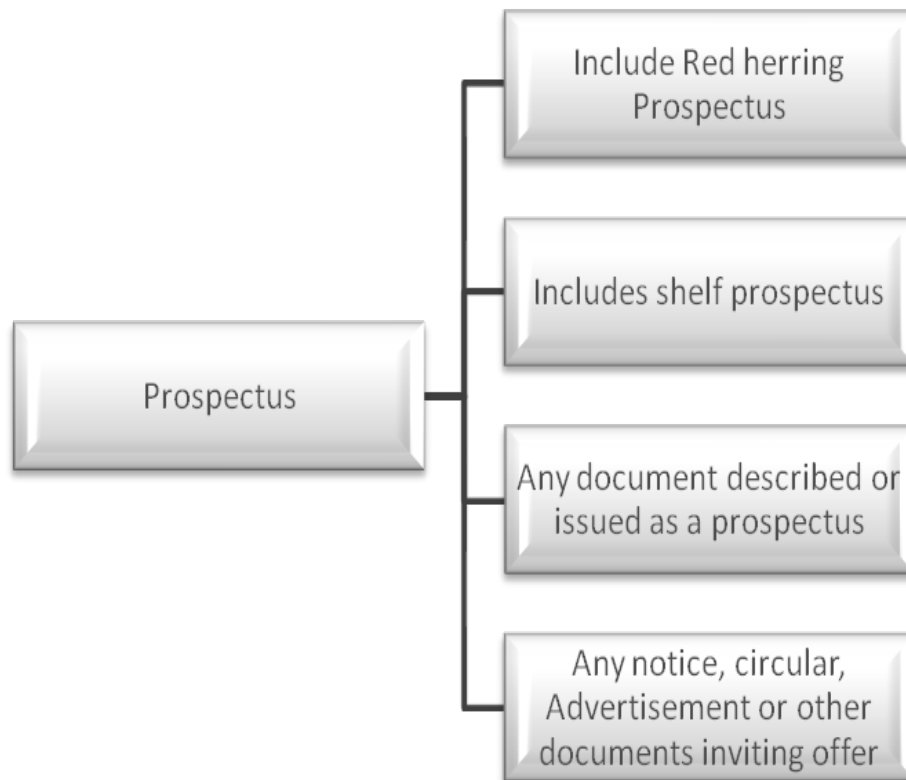 Include Red herring
Prospectus
Includes shelf prospectus
Prospectus
Any document described or
issued as a prospectus
Any notice, circular,
Advertisement or other
documents inviting offer